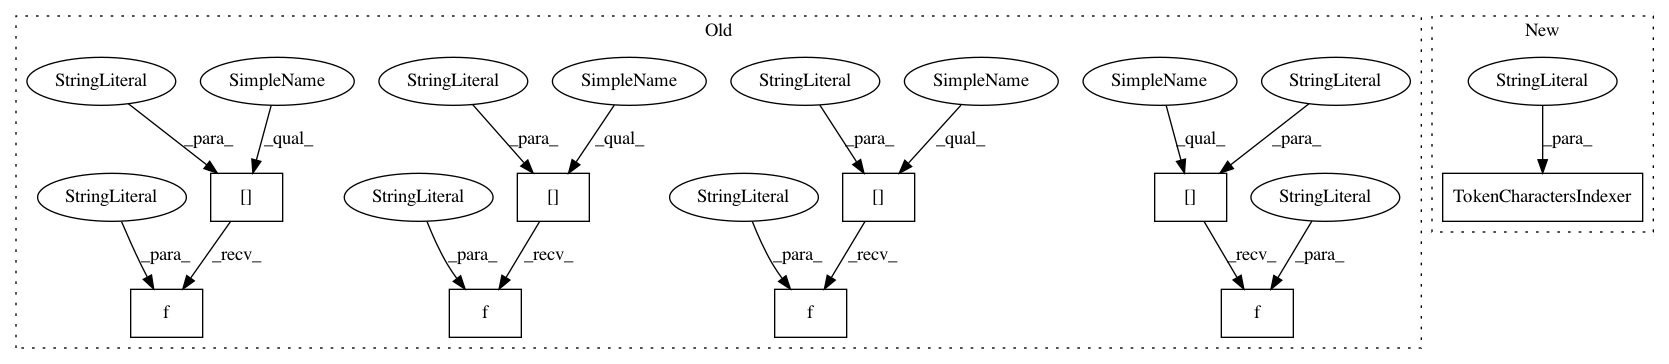 Old
New
StringLiteral
SimpleName
StringLiteral
SimpleName
StringLiteral
SimpleName
SimpleName
StringLiteral
StringLiteral
_para_
_qual_
_para_
_qual_
_para_
_qual_
_qual_
_para_
_para_
StringLiteral
[]
StringLiteral
[]
StringLiteral
[]
[]
StringLiteral
TokenCharactersIndexer
_para_
_recv_
_para_
_recv_
_para_
_recv_
_recv_
_para_
f
f
f
f